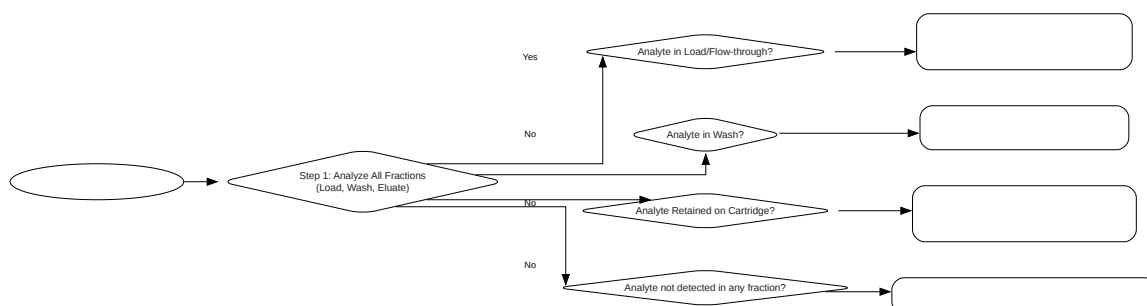 Yes
Analyte in Load/Flow-through?
No
Analyte in Wash?
Step 1: Analyze All Fractions
(Load, Wash, Eluate)
No
Analyte Retained on Cartridge?
No
Analyte not detected in any fraction?